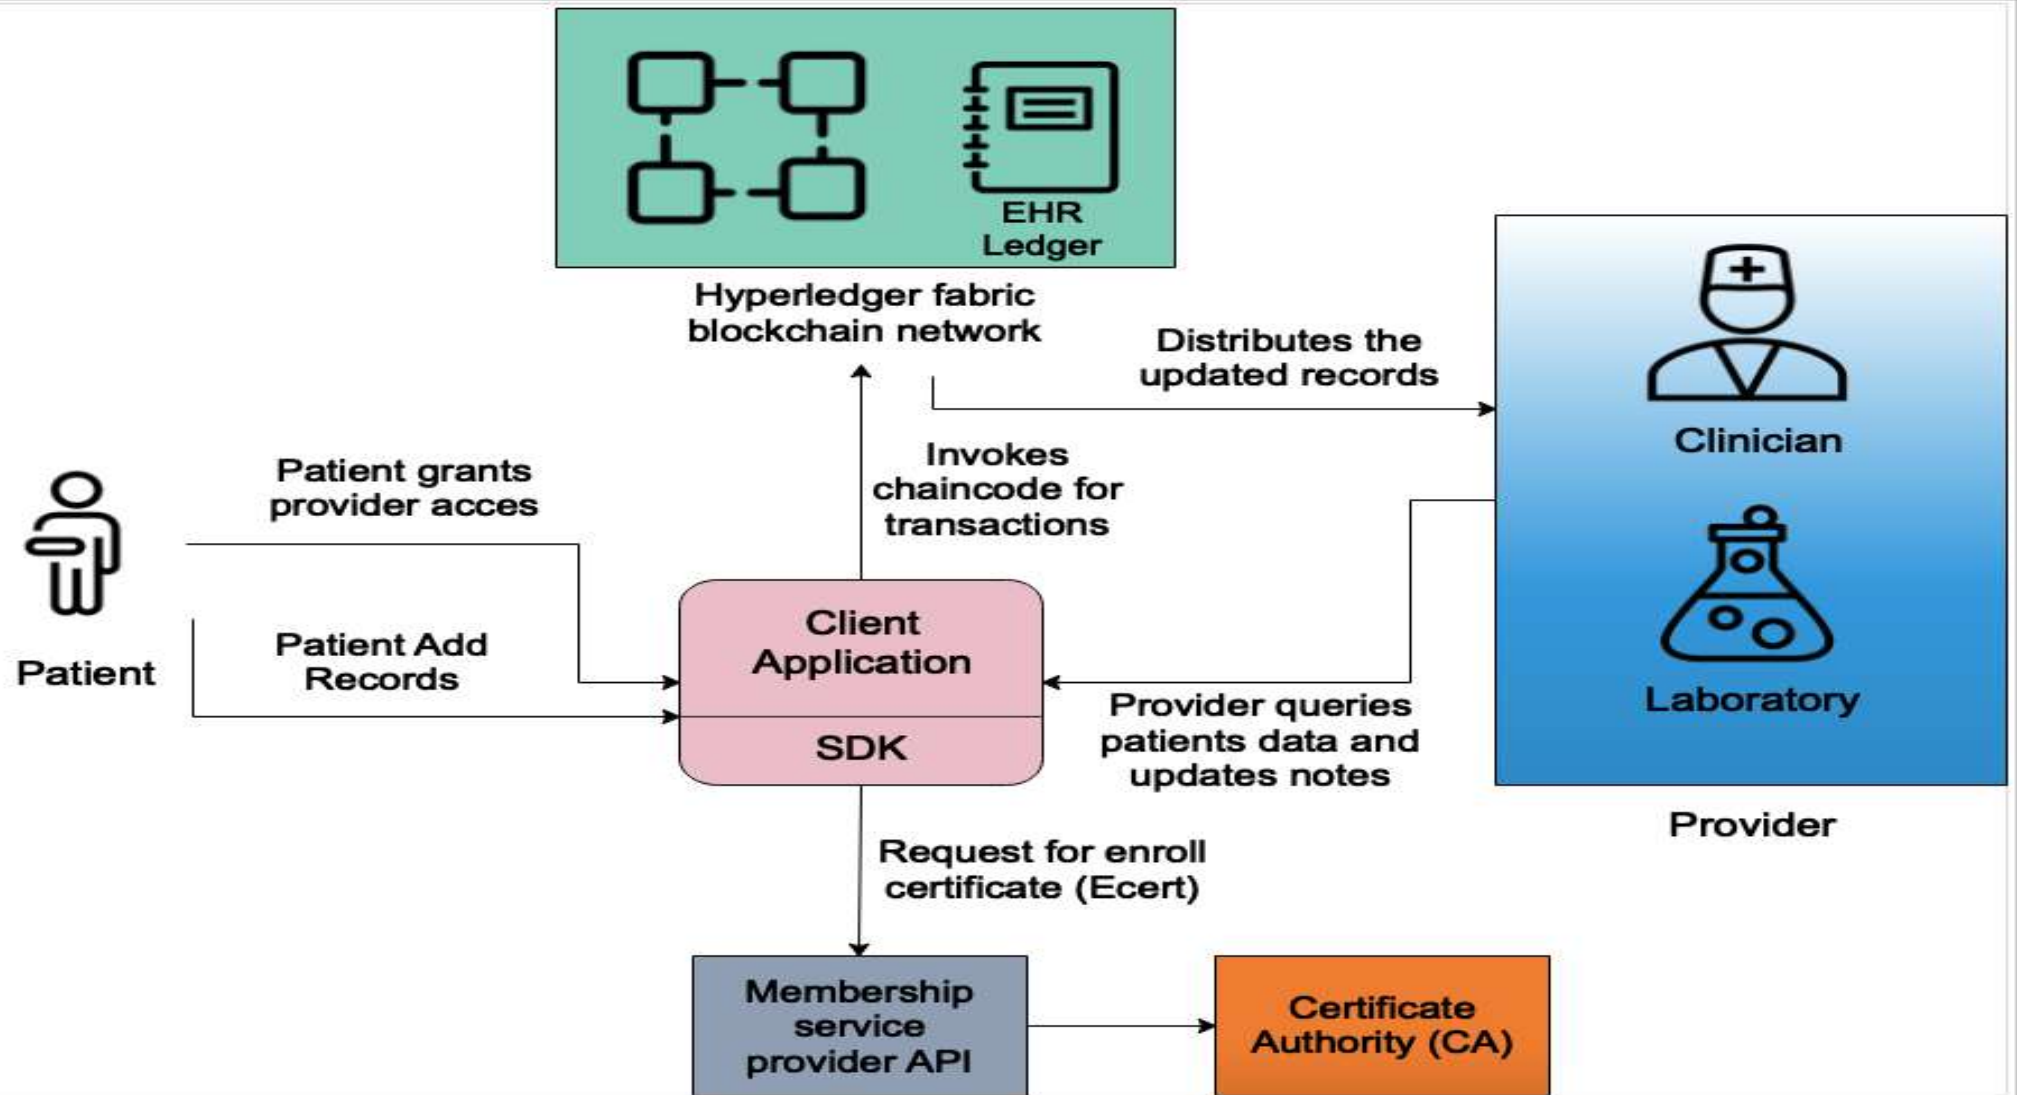 EHR
Ledger
Hyperledger fabric
blockchain network
Distributes the
updated records
Clinician
Invokes
chaincode for
transactions
Patient grants
provider acces
Patient
Patient Add
Records
Client
Application
SDK
Laboratory
Provider queries
patients data and
updates notes
Provider
Request for enroll
certificate (Ecert)
Membership
service
provider API
Certificate
Authority (CA)